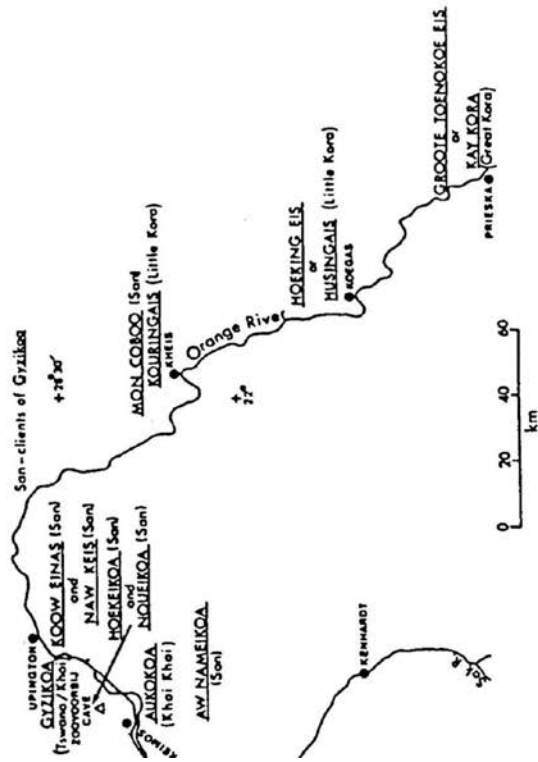 UPINGTON
GYZIKOA
(Tswana/Khoi)
ZOOVOORBIJ
CAVE
KOOW EINAS (San)
and
NAW KEIS (San)
HOEKEIKOA (San)
and
NOUEIKOA (San)
KEIMOS
AUKOKOA
(Khoi Khoi)
AW NAMEIKOA
(San)
KENHARDT
San-clients of Gyzikoa
+28°30'
MON COBOO (San)
KOURINGAIS (Little Kora)
KHEIS
Orange River
+
22°
HOEKING EIS
or
HUSINGAIS (Little Kora)
KOEGAS
GROOTE TOENOKOE EIS
or
KAY KORA
(Great Kora)
PRIESKA
0 20 40 60
km